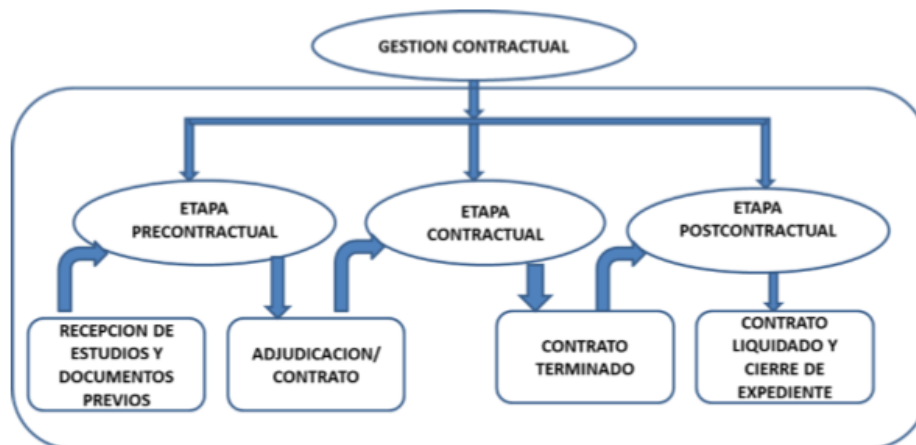 GESTION CONTRACTUAL
ETAPA
PRECONTRACTUAL
ETAPA
CONTRACTUAL
ETAPA
POSTCONTRACTUAL
RECEPCION DE
ESTUDIOS Y
DOCUMENTOS
PREVIOS
ADJUDICACION/
CONTRATO
CONTRATO
TERMINADO
CONTRATO
LIQUIDADO Y
CIERRE DE
EXPEDIENTE